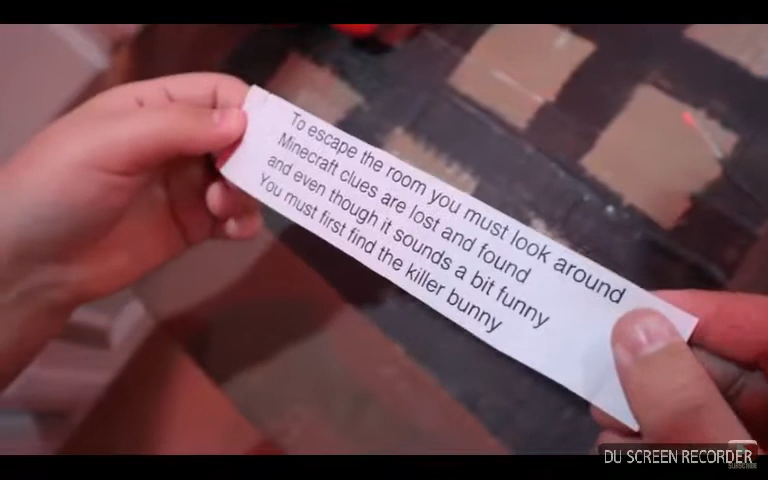 To escape the room you must look around
Minecraft clues are lost and found
and even though it sounds a bit funny
You must first find the killer bunny
DU SCREEN RECORDER
SUBSCRIBE